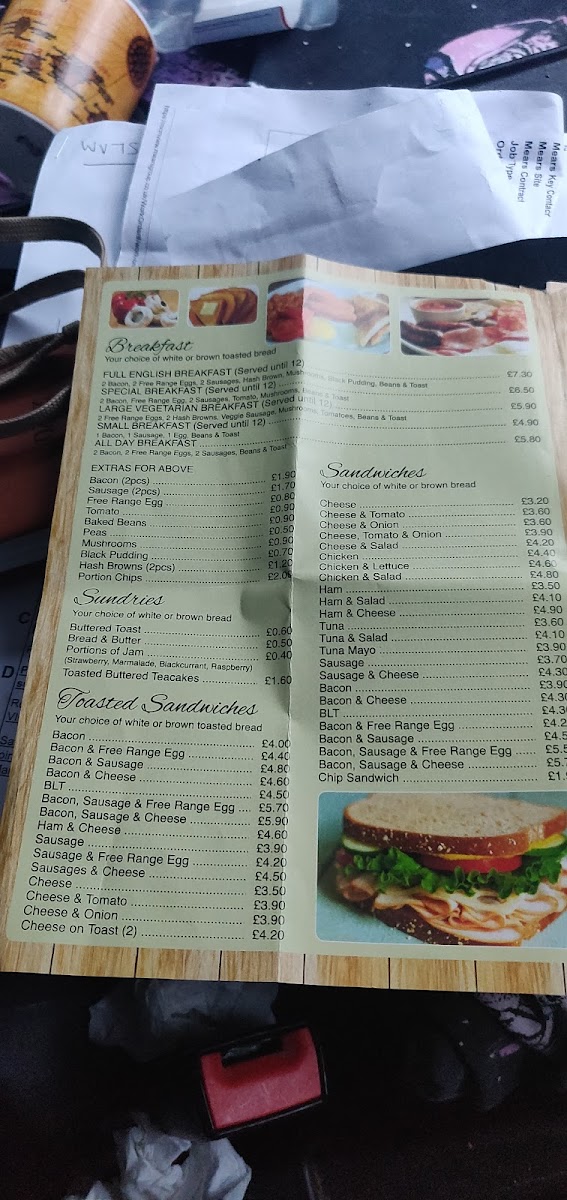 SLAM
Mears Key Contact
Mears Site
Mears Contract
Job Type
Breakfast
Your choice of white or brown toasted bread
FULL ENGLISH BREAKFAST (Served until 12) £7.30
2 Bacon, 2 Free Range Eggs, 2 Sausages, Hash Brown, Mushrooms, Black Pudding, Beans & Toast
SPECIAL BREAKFAST (Served until 12) £6.50
2 Bacon, Free Range Egg, 2 Sausages, Tomato, Mushrooms, Beans & Toast
LARGE VEGETARIAN BREAKFAST (Served until 12) £5.90
2 Free Range Eggs, 2 Hash Browns, Veggie Sausage, Mushrooms, Tomatoes, Beans & Toast
SMALL BREAKFAST (Served until 12) £4.90
1 Bacon, 1 Sausage, 1 Egg, Beans & Toast
ALL DAY BREAKFAST £5.80
2 Bacon, 2 Free Range Eggs, 2 Sausages, Beans & Toast
EXTRAS FOR ABOVE
Bacon (2pcs) £1.90
Sausage (2pcs) £1.70
Free Range Egg £0.80
Tomato £0.90
Baked Beans £0.90
Peas £0.50
Mushrooms £0.90
Black Pudding £0.70
Hash Browns (2pcs) £1.20
Portion Chips £2.00
Sundries
Your choice of white or brown bread
Buttered Toast £0.60
Bread & Butter £0.50
Portions of Jam £0.40
(Strawberry, Marmalade, Blackcurrant, Raspberry)
Toasted Buttered Teacakes £1.60
Toasted Sandwiches
Your choice of white or brown toasted bread
Bacon £4.00
Bacon & Free Range Egg £4.40
Bacon & Sausage £4.80
Bacon & Cheese £4.60
BLT £4.50
Bacon, Sausage & Free Range Egg £5.70
Bacon, Sausage & Cheese £5.90
Ham & Cheese £4.60
Sausage £3.90
Sausage & Free Range Egg £4.20
Sausages & Cheese £4.50
Cheese £3.50
Cheese & Tomato £3.90
Cheese & Onion £3.90
Cheese on Toast (2) £4.20
Sandwiches
Your choice of white or brown bread
Cheese £3.20
Cheese & Tomato £3.60
Cheese & Onion £3.60
Cheese, Tomato & Onion £3.90
Cheese & Salad £4.20
Chicken £4.40
Chicken & Lettuce £4.60
Chicken & Salad £4.80
Ham £3.50
Ham & Salad £4.10
Ham & Cheese £4.90
Tuna £3.60
Tuna & Salad £4.10
Tuna Mayo £3.90
Sausage £3.70
Sausage & Cheese £4.30
Bacon £3.90
Bacon & Cheese £4.30
BLT £4.3
Bacon & Free Range Egg £4.2
Bacon & Sausage £4.5
Bacon, Sausage & Free Range Egg £5.5
Bacon, Sausage & Cheese £5.7
Chip Sandwich £1.